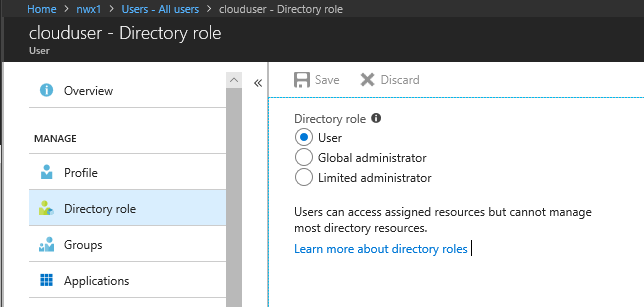 Home > nwx1 > Users - All users > clouduser - Directory role
clouduser - Directory role
User
Overview
MANAGE
Profile
Directory role
Groups
Applications
«
Save Discard
Directory role
User
Global administrator
Limited administrator
Users can access assigned resources but cannot manage
most directory resources.
Learn more about directory roles